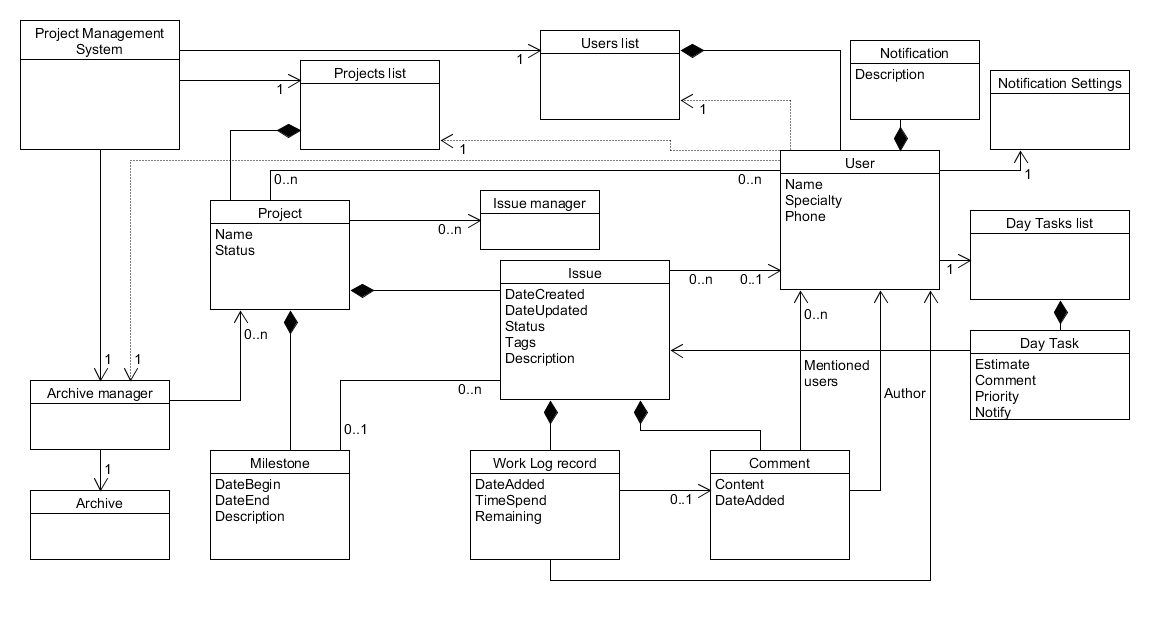 Project Management
System
Users list
1
Projects list
1
Notification
Description
Notification Settings
1
1
1
0..n
0..n
User
Name
Specialty
Phone
Project
Name
Status
Issue manager
0..n
Day Tasks list
1
Issue
DateCreated
DateUpdated
Status
Tags
Description
0..n
0..1
0..n
0..n
Day Task
Estimate
Comment
Priority
Notify
Mentioned
users
Author
1
1
Archive manager
0..n
0..1
1
Archive
Milestone
DateBegin
DateEnd
Description
Work Log record
DateAdded
TimeSpend
Remaining
0..1
Comment
Content
DateAdded